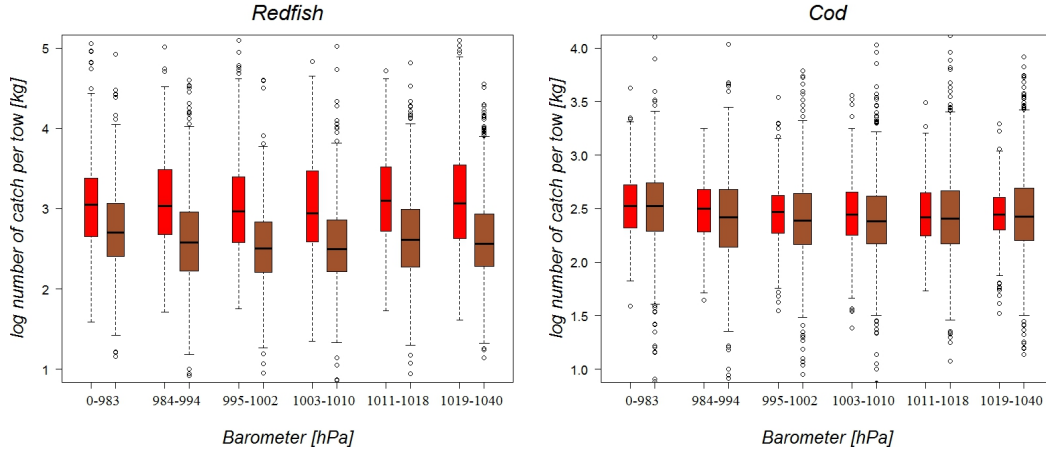 Redfish
log number of catch per tow [kg]
5
4
3
2
1
0-983 984-994 995-1002 1003-1010 1011-1018 1019-1040
Barometer [hPa]
Cod
log number of catch per tow [kg]
4.0
3.5
3.0
2.5
2.0
1.5
1.0
0-983 984-994 995-1002 1003-1010 1011-1018 1019-1040
Barometer [hPa]